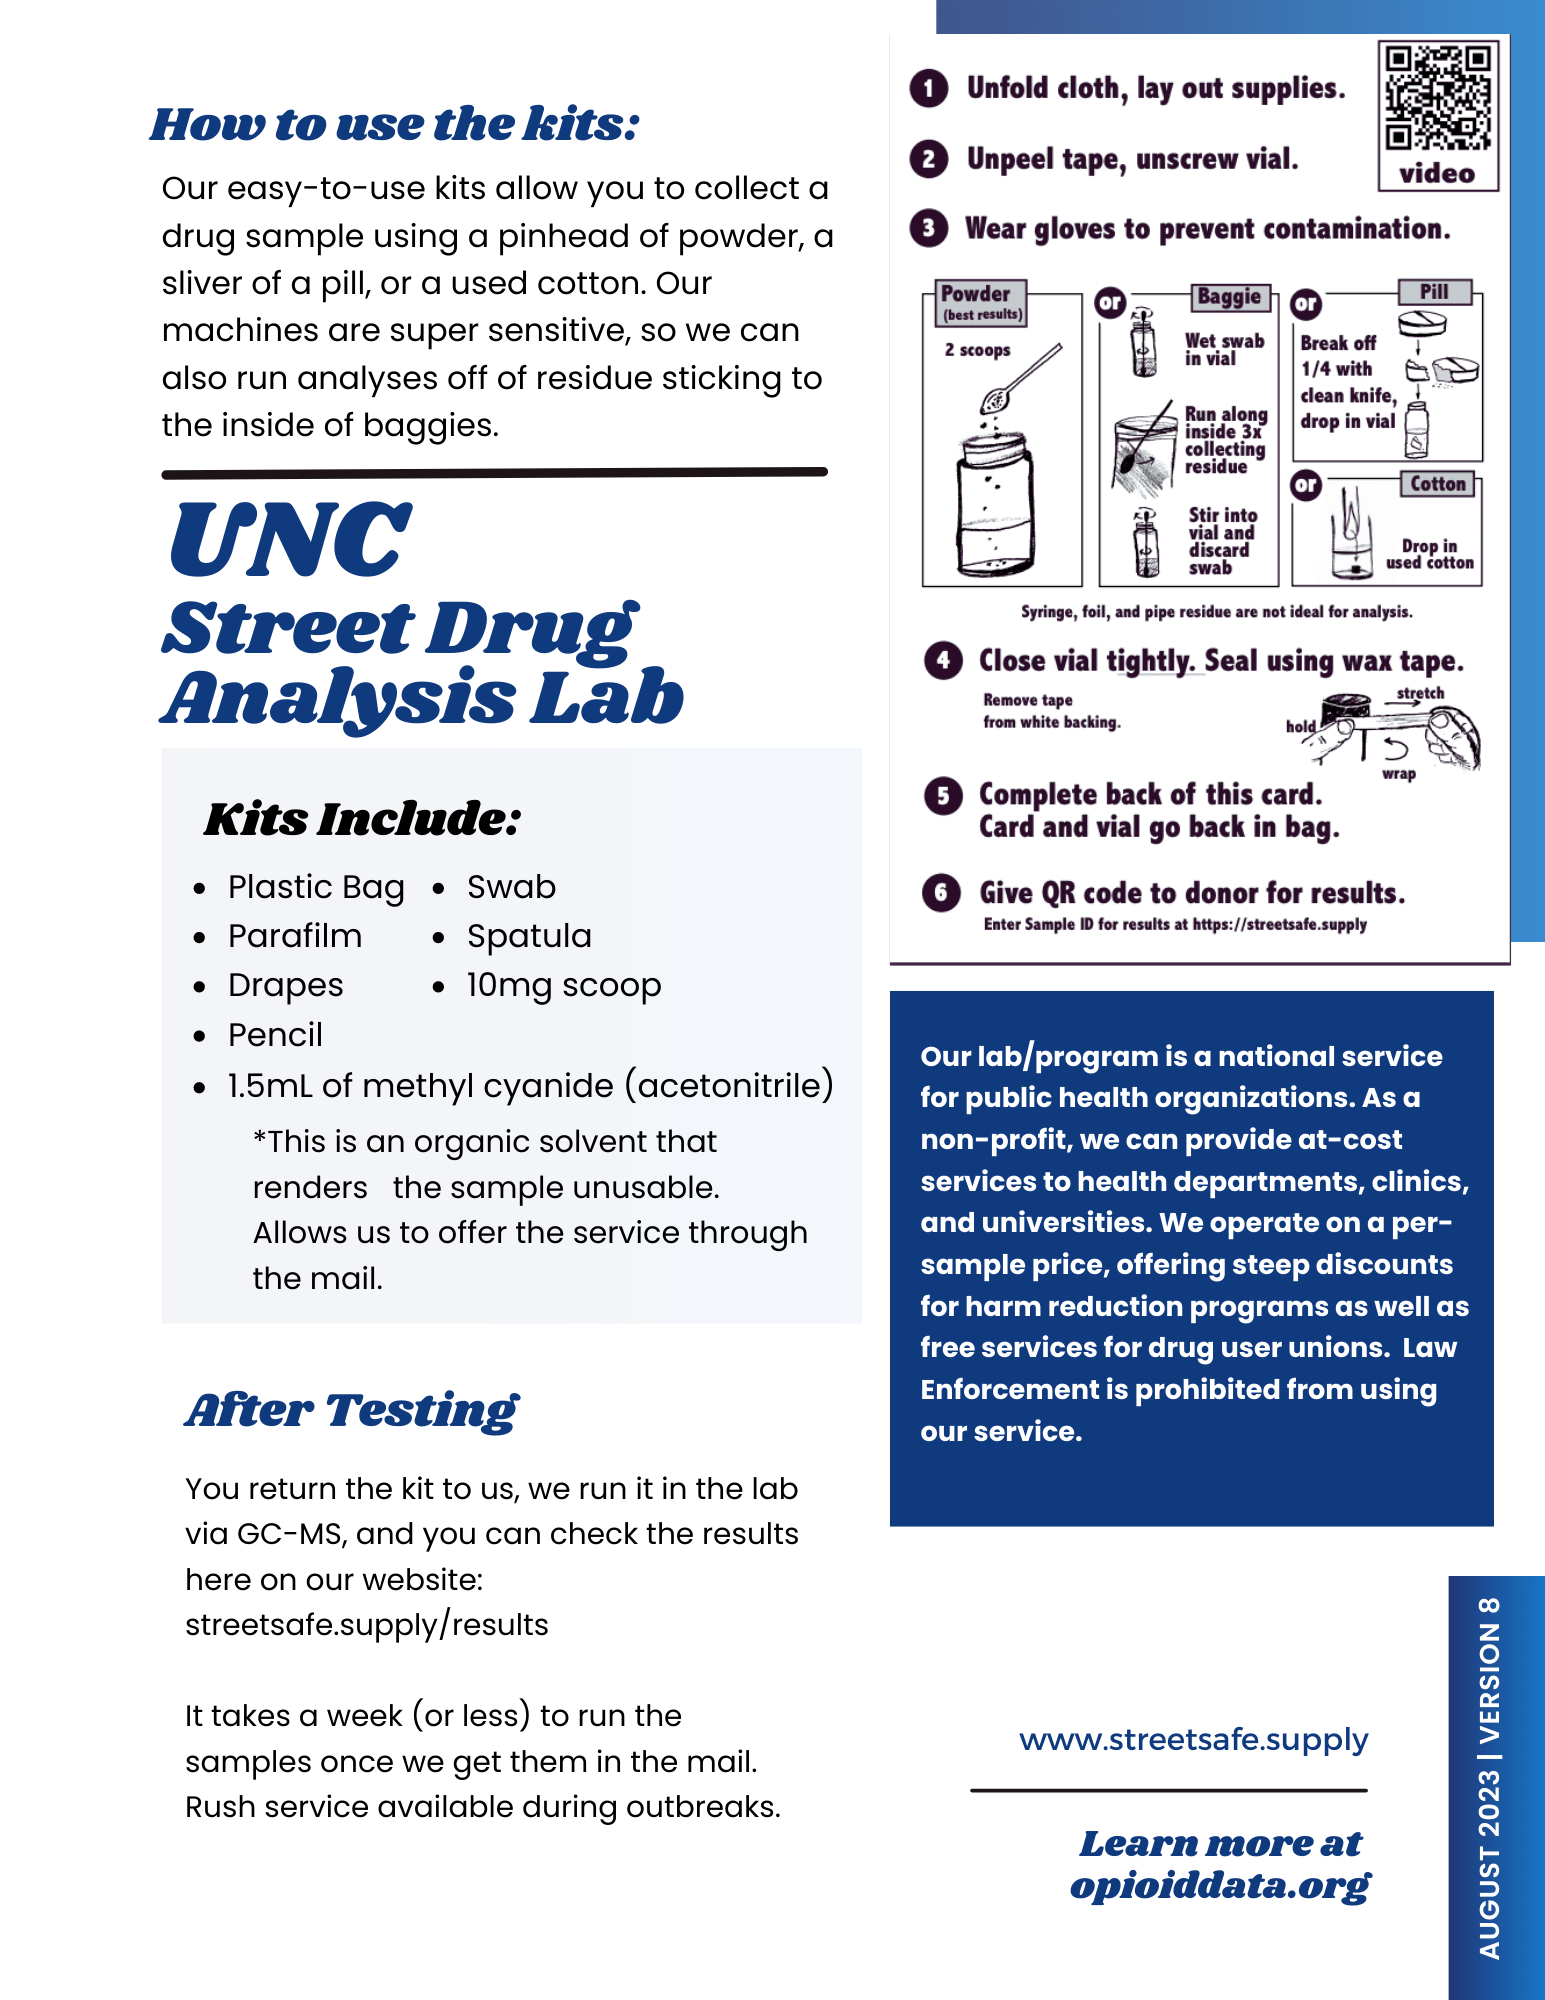 How to use the kits:
Our easy-to-use kits allow you to collect a
drug sample using a pinhead of powder, a
sliver of a pill, or a used cotton. Our
machines are super sensitive, so we can
also run analyses off of residue sticking to
the inside of baggies.
UNC
Street Drug
Analysis Lab
Kits Include:
• Plastic Bag
• Parafilm
• Drapes
• Pencil
• Swab
• Spatula
• 10mg scoop
• 1.5mL of methyl cyanide (acetonitrile)
*This is an organic solvent that
renders   the sample unusable.
Allows us to offer the service through
the mail.
After Testing
You return the kit to us, we run it in the lab
via GC-MS, and you can check the results
here on our website:
streetsafe.supply/results
It takes a week (or less) to run the
samples once we get them in the mail.
Rush service available during outbreaks.
1 Unfold cloth, lay out supplies.
video
2 Unpeel tape, unscrew vial.
3 Wear gloves to prevent contamination.
Powder
(best results)
2 scoops
or
Baggie
Wet swab
in vial
Run along
inside 3x
collecting
residue
Stir into
vial and
discard
swab
or
Pill
Break off
1/4 with
clean knife,
drop in vial
or
Cotton
Drop in
used cotton
Syringe, foil, and pipe residue are not ideal for analysis.
4 Close vial tightly. Seal using wax tape.
Remove tape
from white backing.
stretch
hold
wrap
5 Complete back of this card.
Card and vial go back in bag.
6 Give QR code to donor for results.
Enter Sample ID for results at https://streetsafe.supply
Our lab/program is a national service
for public health organizations. As a
non-profit, we can provide at-cost
services to health departments, clinics,
and universities. We operate on a per-
sample price, offering steep discounts
for harm reduction programs as well as
free services for drug user unions.  Law
Enforcement is prohibited from using
our service.
www.streetsafe.supply
Learn more at
opioiddata.org
AUGUST 2023 | VERSION 8